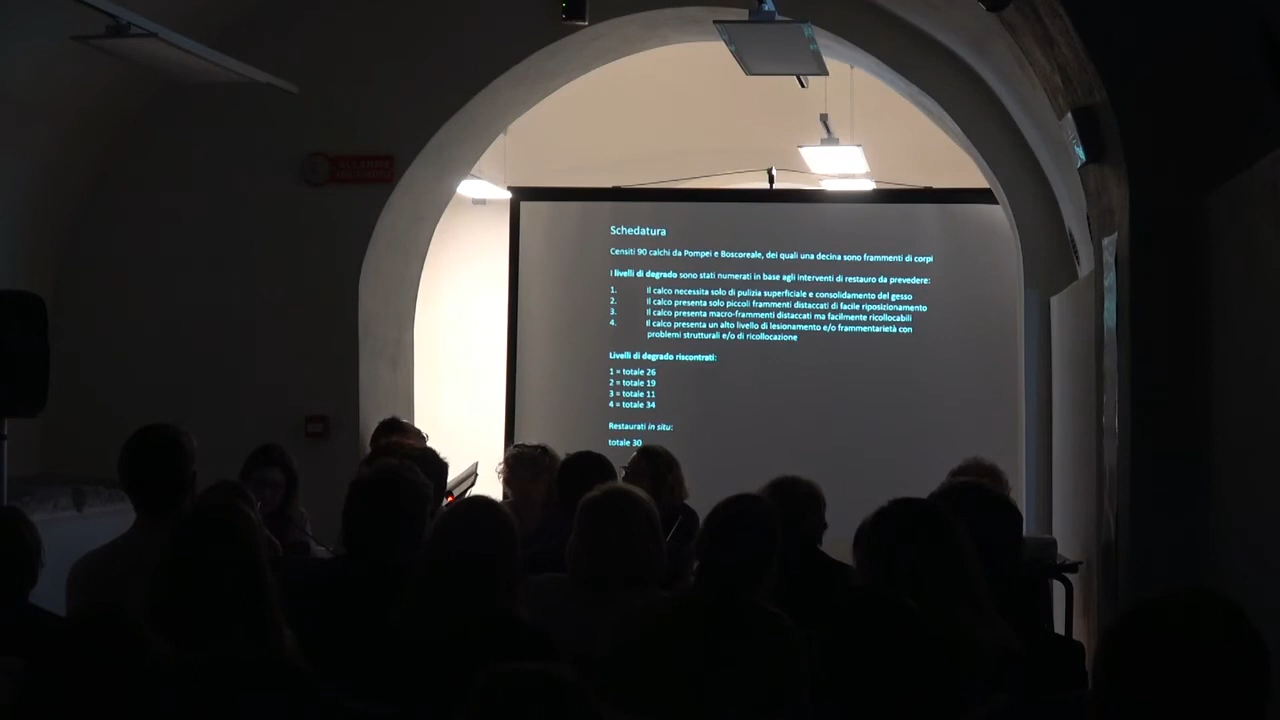 Schedatura
Censiti 90 calchi da Pompei e Boscoreale, dei quali una decina sono frammenti di corpi
I livelli di degrado sono stati numerati in base agli interventi di restauro da prevedere:
1. Il calco necessita solo di pulizia superficiale e consolidamento del gesso
2. Il calco presenta solo piccoli frammenti distaccati di facile riposizionamento
3. Il calco presenta macro-frammenti distaccati ma facilmente ricollocabili
4. Il calco presenta un alto livello di lesionamento e/o frammentarietà con
problemi strutturali e/o di ricollocazione
Livelli di degrado riscontrati:
1 = totale 26
2 = totale 19
3 = totale 11
4 = totale 34
Restaurati in situ:
totale 30